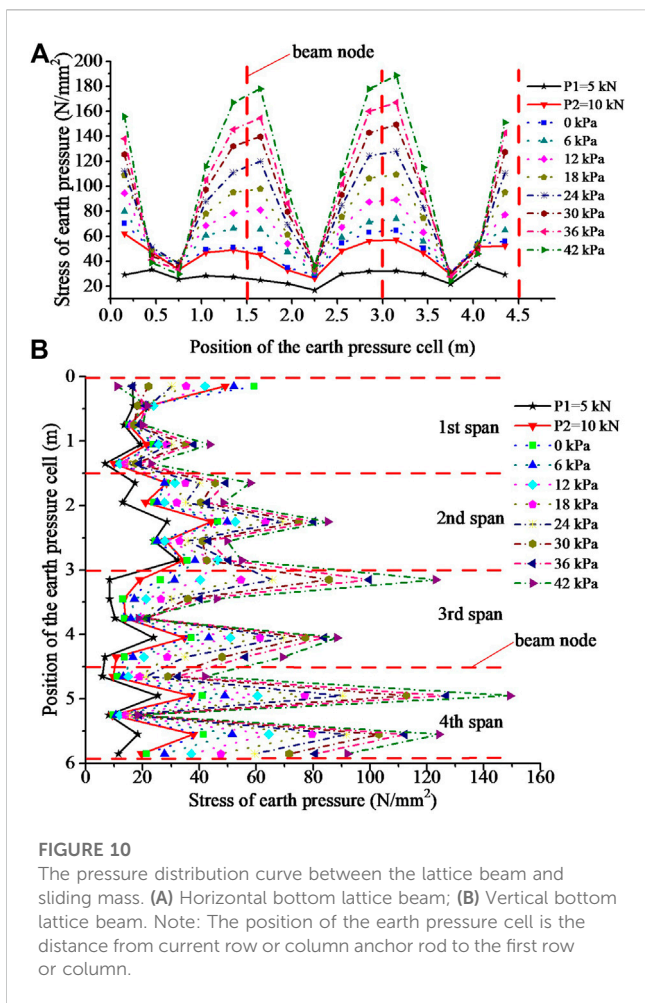 A
beam node
Stress of earth pressure (N/mm²)
200
180
160
140
120
100
80
60
40
20
0.0 0.5 1.0 1.5 2.0 2.5 3.0 3.5 4.0 4.5
Position of the earth pressure cell (m)
P1=5 kN
P2=10 kN
0 kPa
6 kPa
12 kPa
18 kPa
24 kPa
30 kPa
36 kPa
42 kPa
B
Position of the earth pressure cell (m)
0
1
2
3
4
5
6
1st span
2nd span
3rd span
beam node
4th span
0 20 40 60 80 100 120 140 160
Stress of earth pressure (N/mm²)
P1=5 kN
P2=10 kN
0 kPa
6 kPa
12 kPa
18 kPa
24 kPa
30 kPa
36 kPa
42 kPa
FIGURE 10
The pressure distribution curve between the lattice beam and
sliding mass. (A) Horizontal bottom lattice beam; (B) Vertical bottom
lattice beam. Note: The position of the earth pressure cell is the
distance from current row or column anchor rod to the first row
or column.